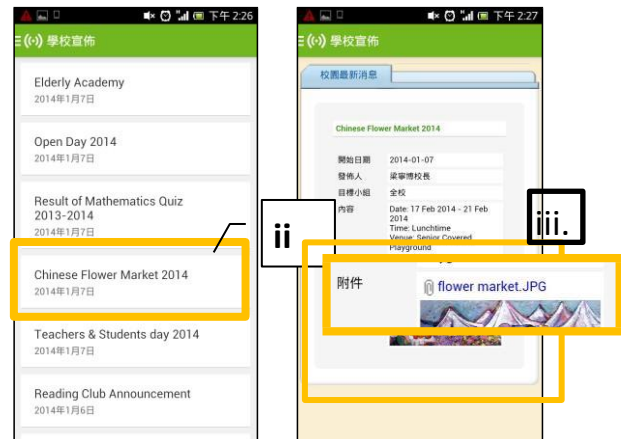 下午 2:26
學校宣佈
Elderly Academy
2014年1月7日
Open Day 2014
2014年1月7日
Result of Mathematics Quiz
2013-2014
2014年1月7日
Chinese Flower Market 2014
2014年1月7日
Teachers & Students day 2014
2014年1月7日
Reading Club Announcement
2014年1月6日
ii
下午 2:27
學校宣佈
校園最新消息
Chinese Flower Market 2014
開始日期 2014-01-07
發佈人 梁寧博校長
目標小組 全校
內容 Date: 17 Feb 2014 - 21 Feb
2014
Time: Lunchtime
Venue: Senior Covered
Playground
iii.
附件 flower market.JPG